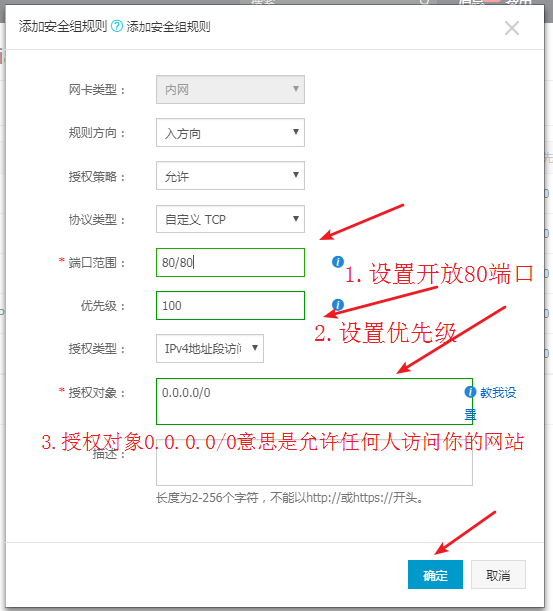 添加安全组规则 添加安全组规则
网卡类型： 内网
规则方向： 入方向
授权策略： 允许
协议类型： 自定义 TCP
* 端口范围： 80/80
1.设置开放80端口
优先级： 100
2.设置优先级
授权类型： IPv4地址段访问
* 授权对象： 0.0.0.0/0 教我设置
3.授权对象0.0.0.0/0意思是允许任何人访问你的网站
描述：
长度为2-256个字符，不能以http://或https://开头。
确定 取消